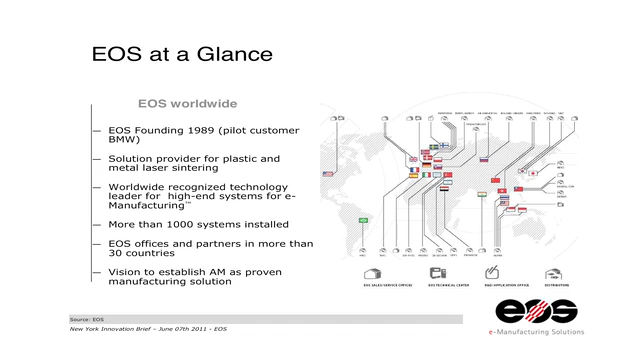 EOS at a Glance
EOS worldwide
— EOS Founding 1989 (pilot customer
BMW)
— Solution provider for plastic and
metal laser sintering
— Worldwide recognized technology
leader for high-end systems for e-
Manufacturing™
— More than 1000 systems installed
— EOS offices and partners in more than
30 countries
— Vision to establish AM as proven
manufacturing solution
EOS SALES/SERVICE OFFICES
EOS TECHNICAL CENTER
R&D APPLICATION OFFICE
DISTRIBUTORS
Source: EOS
New York Innovation Brief – June 07th 2011 - EOS
eos
e-Manufacturing Solutions